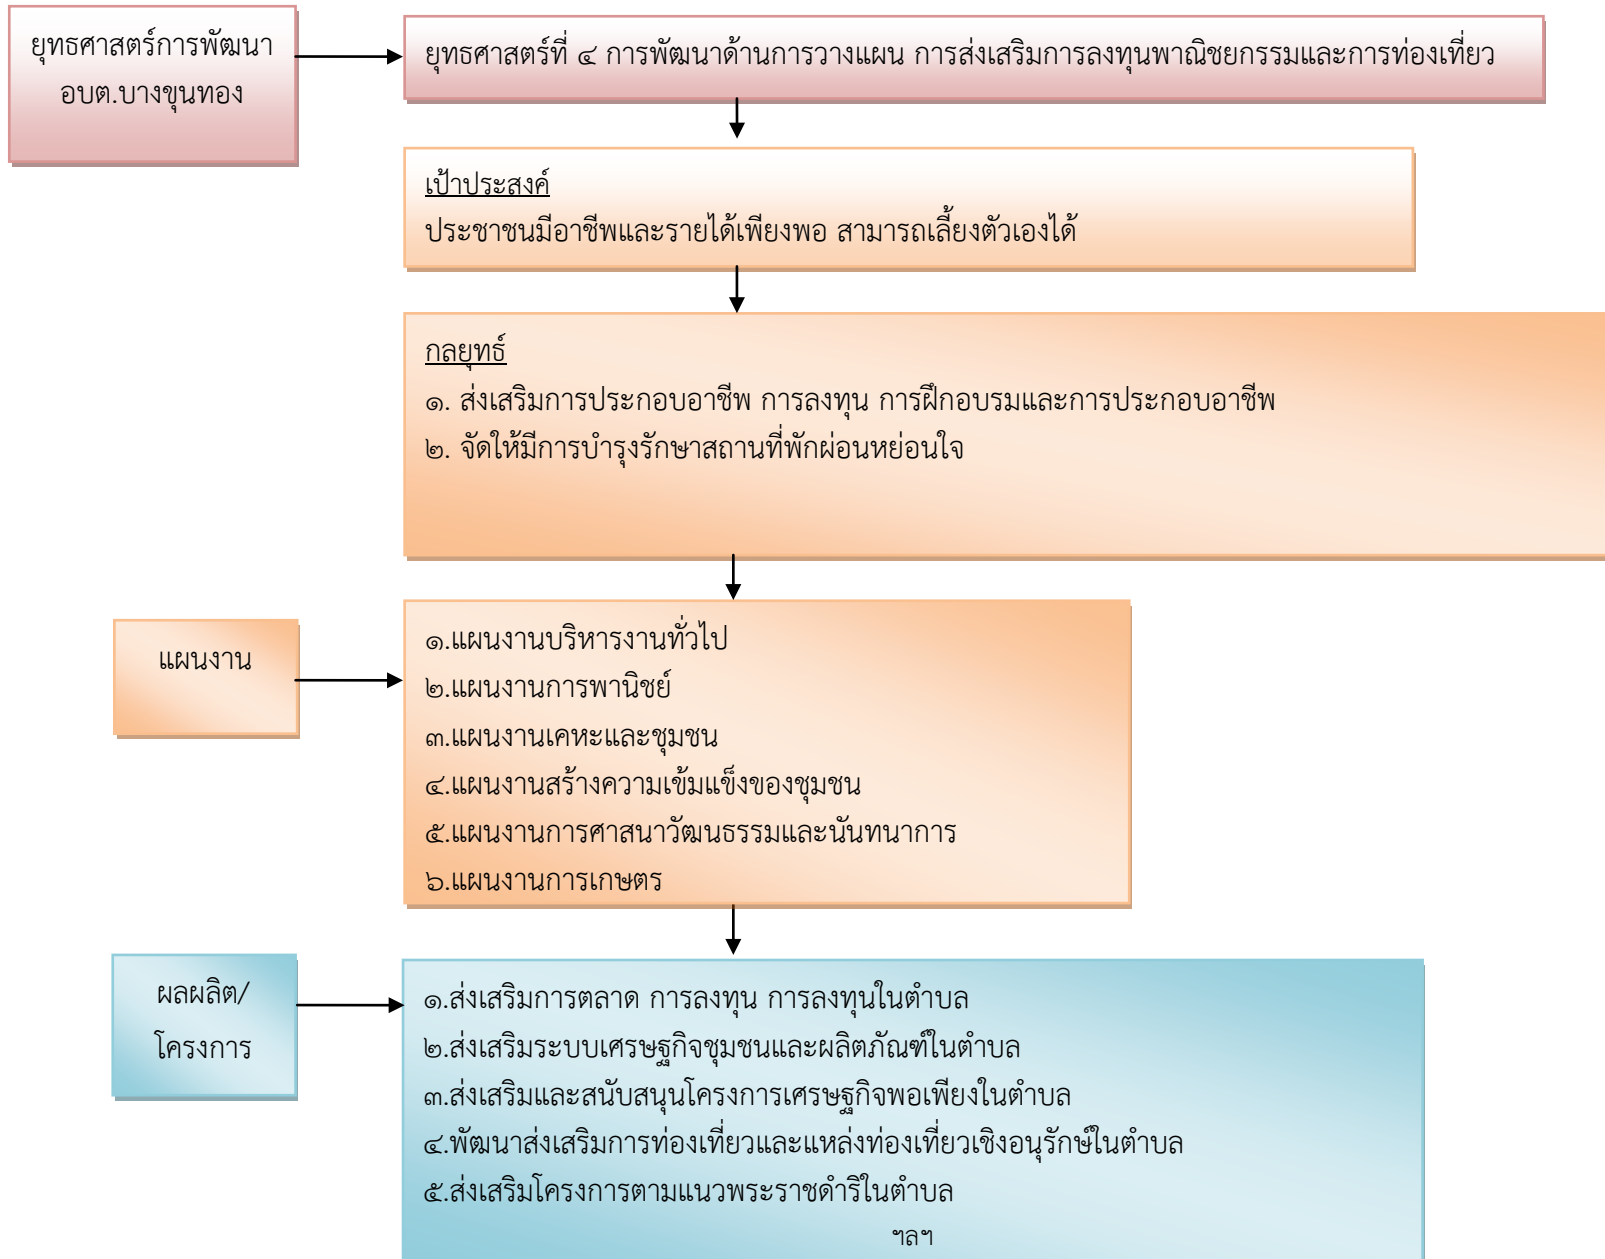 ยุทธศาสตร์การพัฒนา
อบต.บางขุนทอง
ยุทธศาสตร์ที่ ๔ การพัฒนาด้านการวางแผน การส่งเสริมการลงทุนพาณิชยกรรมและการท่องเที่ยว
เป้าประสงค์
ประชาชนมีอาชีพและรายได้เพียงพอ สามารถเลี้ยงตัวเองได้
กลยุทธ์
๑. ส่งเสริมการประกอบอาชีพ การลงทุน การฝึกอบรมและการประกอบอาชีพ
๒. จัดให้มีการบำรุงรักษาสถานที่พักผ่อนหย่อนใจ
แผนงาน
๑.แผนงานบริหารงานทั่วไป
๒.แผนงานการพานิชย์
๓.แผนงานเคหะและชุมชน
๔.แผนงานสร้างความเข้มแข็งของชุมชน
๕.แผนงานการศาสนาวัฒนธรรมและนันทนาการ
๖.แผนงานการเกษตร
ผลผลิต/
โครงการ
๑.ส่งเสริมการตลาด การลงทุน การลงทุนในตำบล
๒.ส่งเสริมระบบเศรษฐกิจชุมชนและผลิตภัณฑ์ในตำบล
๓.ส่งเสริมและสนับสนุนโครงการเศรษฐกิจพอเพียงในตำบล
๔.พัฒนาส่งเสริมการท่องเที่ยวและแหล่งท่องเที่ยวเชิงอนุรักษ์ในตำบล
๕.ส่งเสริมโครงการตามแนวพระราชดำริในตำบล
ฯลฯ